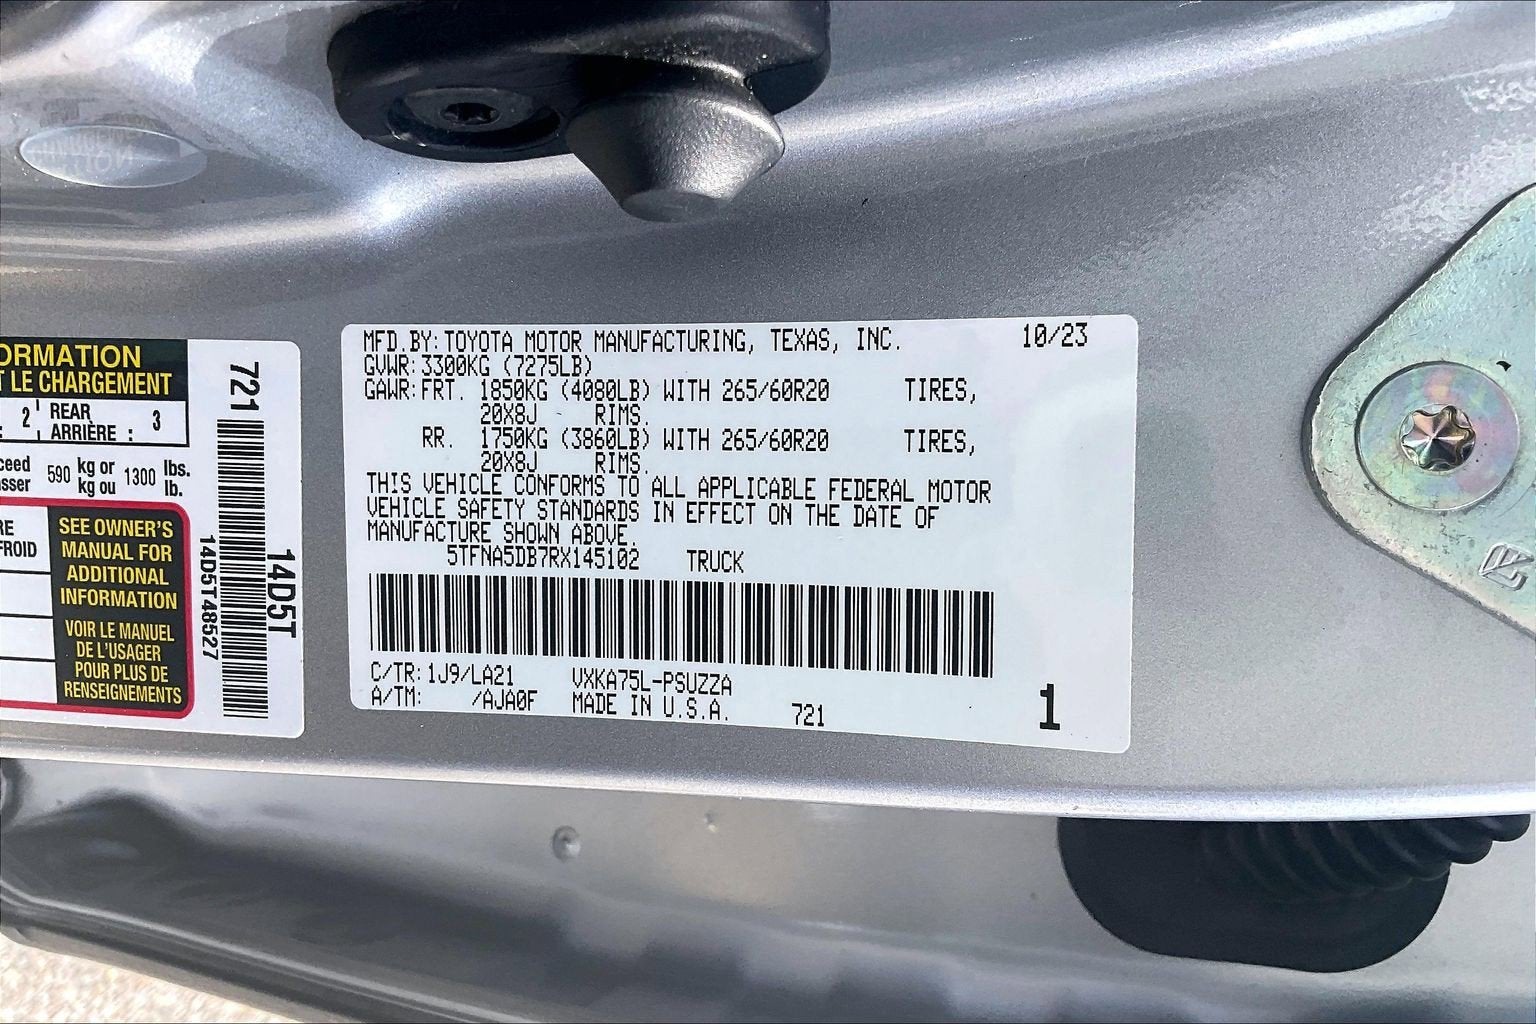 ORMATION
T LE CHARGEMENT
2 REAR ARRIÈRE : 3
590 kg or kg ou 1300 lbs. lb.
FROID
SEE OWNER'S
MANUAL FOR
ADDITIONAL
INFORMATION
VOIR LE MANUEL
DE L'USAGER
POUR PLUS DE
RENSEIGNEMENTS
721
14D5T
14D5T48527
MFD.BY:TOYOTA MOTOR MANUFACTURING, TEXAS, INC. 10/23
GVWR:3300KG (7275LB)
GAWR:FRT. 1850KG (4080LB) WITH 265/60R20 TIRES,
20X8J RIMS.
RR. 1750KG (3860LB) WITH 265/60R20 TIRES,
20X8J RIMS.
THIS VEHICLE CONFORMS TO ALL APPLICABLE FEDERAL MOTOR
VEHICLE SAFETY STANDARDS IN EFFECT ON THE DATE OF
MANUFACTURE SHOWN ABOVE.
5TFNA5DB7RX145102 TRUCK
C/TR:1J9/LA21 VXKA75L-PSUZZA
A/TM: /AJA0F MADE IN U.S.A. 721
1